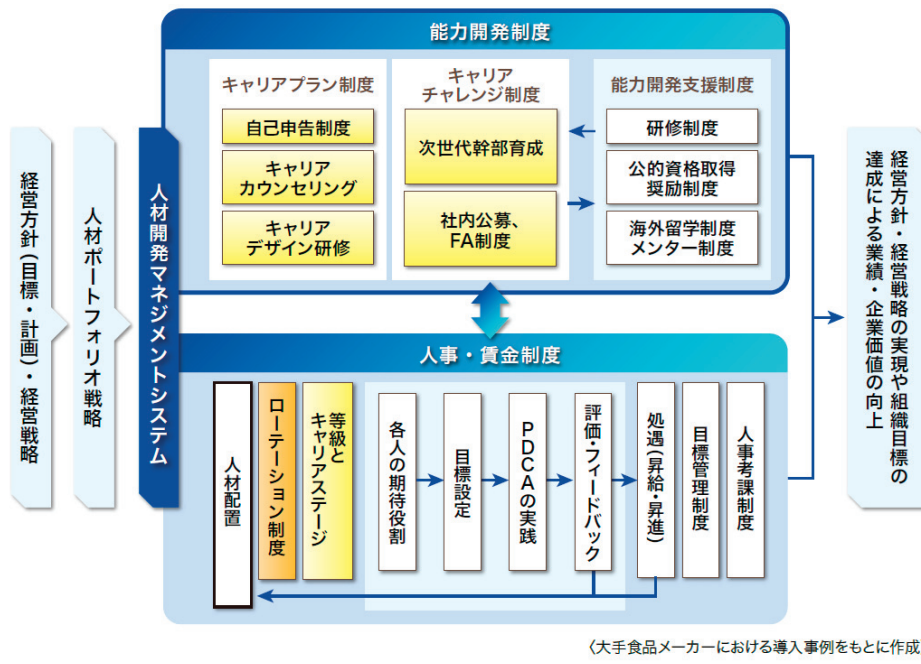 能力開発制度
キャリアプラン制度
自己申告制度
キャリア
カウンセリング
キャリア
デザイン研修
キャリア
チャレンジ制度
次世代幹部育成
社内公募、
FA制度
能力開発支援制度
研修制度
公的資格取得
奨励制度
海外留学制度
メンター制度
経営方針(目標・計画)・経営戦略
人材ポートフォリオ戦略
人材開発マネジメントシステム
人事・賃金制度
人材配置
ローテーション制度
等級と
キャリアステージ
各人の期待役割
目標設定
PDCAの実践
評価・フィードバック
処遇(昇給・昇進)
目標管理制度
人事考課制度
経営方針・経営戦略の実現や組織目標の
達成による業績・企業価値の向上
〈大手食品メーカーにおける導入事例をもとに作成